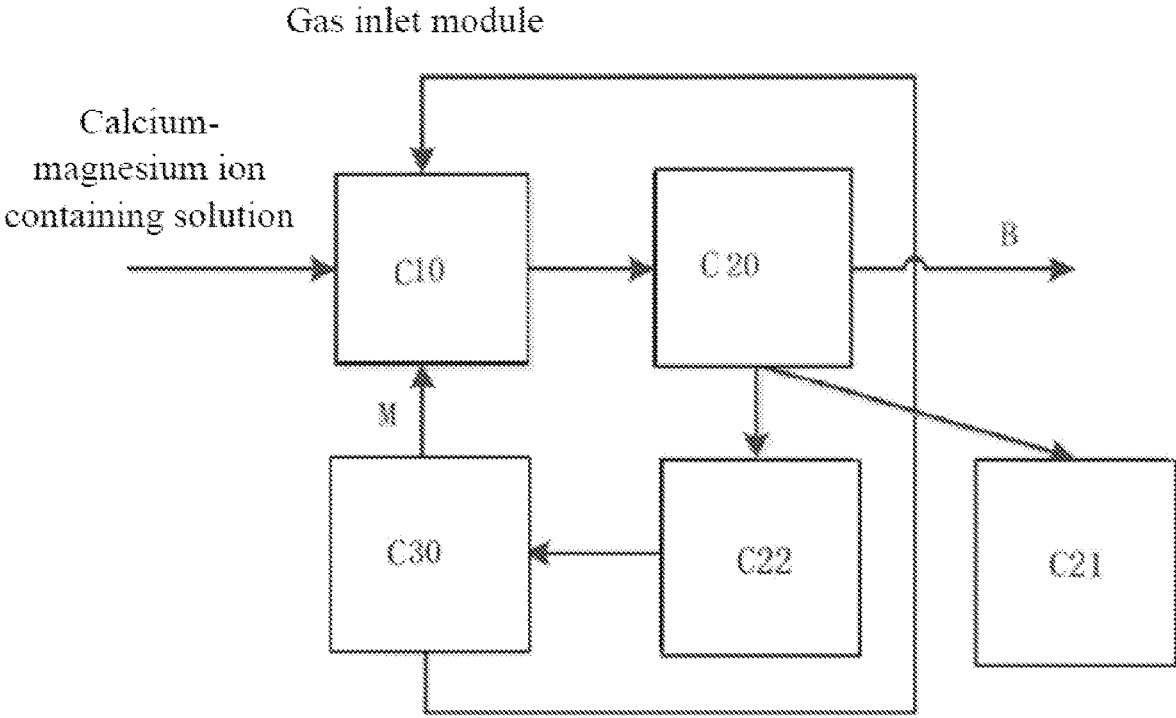 Gas inlet module
Calcium-
magnesium ion
containing solution
C10
C 20
B
M
C30
C22
C21